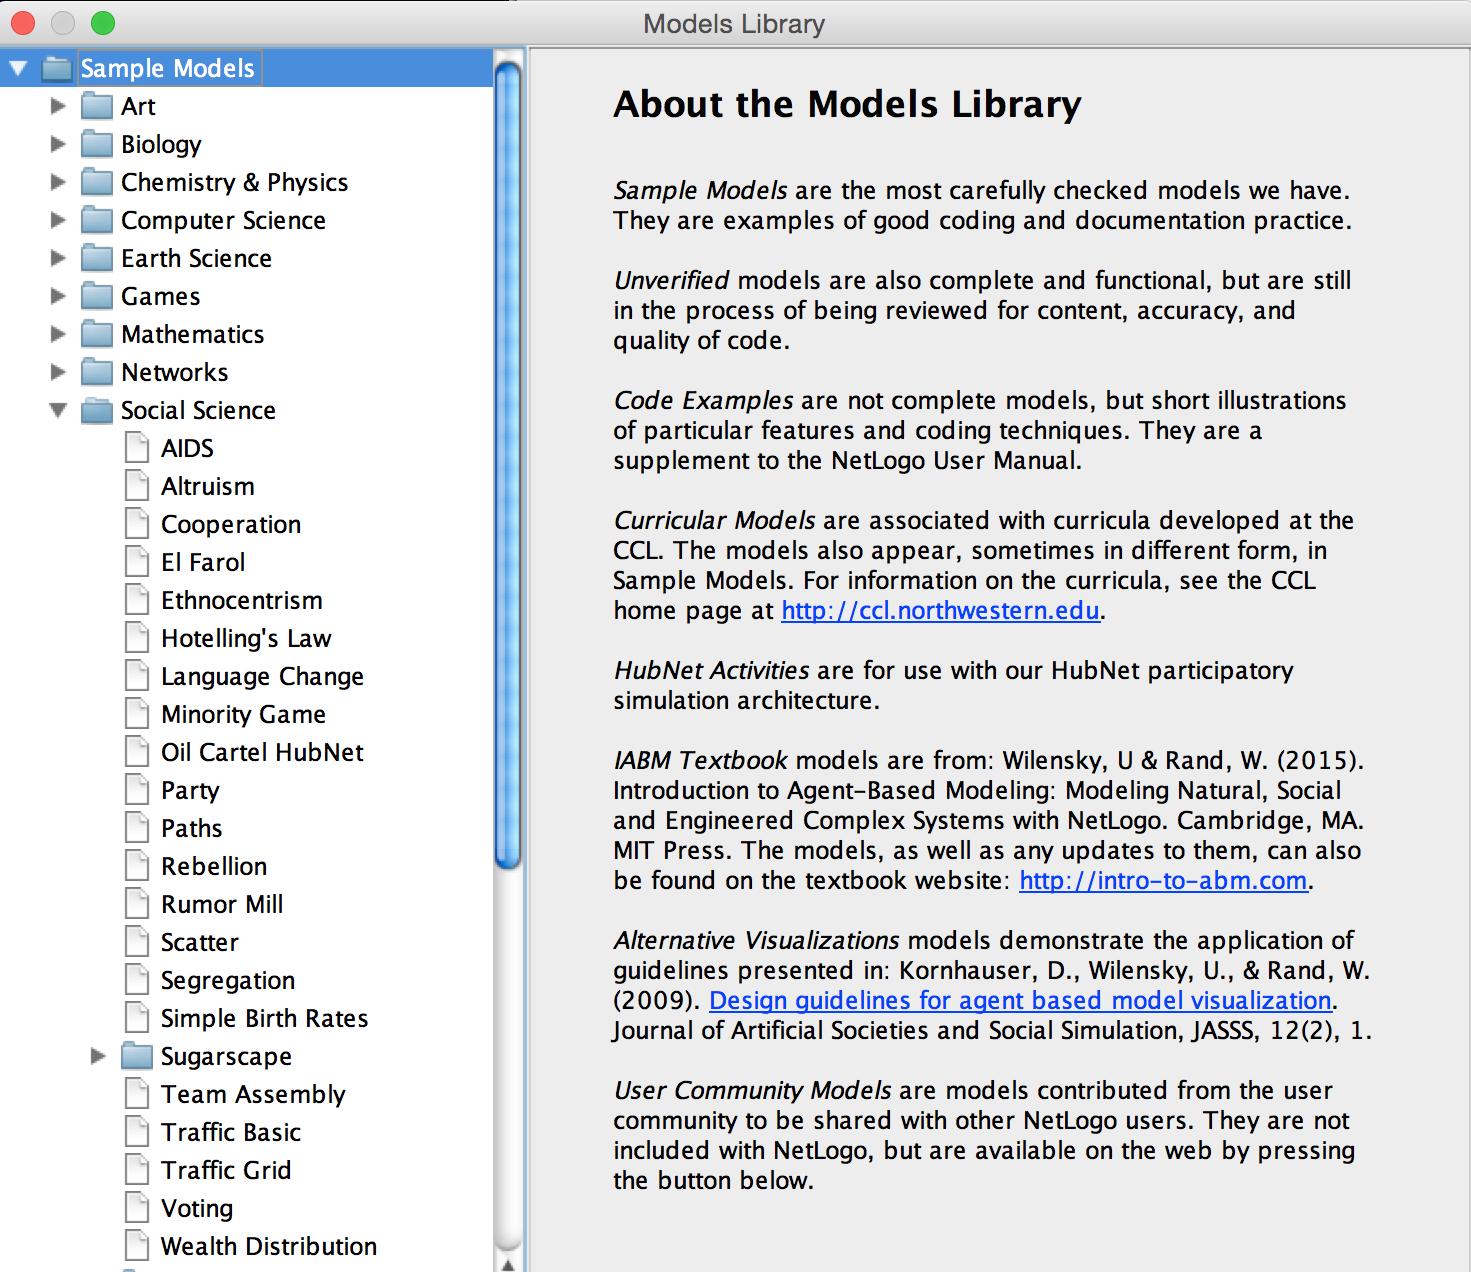 Models Library
Sample Models
Art
Biology
Chemistry & Physics
Computer Science
Earth Science
Games
Mathematics
Networks
Social Science
AIDS
Altruism
Cooperation
El Farol
Ethnocentrism
Hotelling's Law
Language Change
Minority Game
Oil Cartel HubNet
Party
Paths
Rebellion
Rumor Mill
Scatter
Segregation
Simple Birth Rates
Sugarscape
Team Assembly
Traffic Basic
Traffic Grid
Voting
Wealth Distribution
About the Models Library
Sample Models are the most carefully checked models we have.
They are examples of good coding and documentation practice.
Unverified models are also complete and functional, but are still
in the process of being reviewed for content, accuracy, and
quality of code.
Code Examples are not complete models, but short illustrations
of particular features and coding techniques. They are a
supplement to the NetLogo User Manual.
Curricular Models are associated with curricula developed at the
CCL. The models also appear, sometimes in different form, in
Sample Models. For information on the curricula, see the CCL
home page at http://ccl.northwestern.edu.
HubNet Activities are for use with our HubNet participatory
simulation architecture.
IABM Textbook models are from: Wilensky, U & Rand, W. (2015).
Introduction to Agent-Based Modeling: Modeling Natural, Social
and Engineered Complex Systems with NetLogo. Cambridge, MA.
MIT Press. The models, as well as any updates to them, can also
be found on the textbook website: http://intro-to-abm.com.
Alternative Visualizations models demonstrate the application of
guidelines presented in: Kornhauser, D., Wilensky, U., & Rand, W.
(2009). Design guidelines for agent based model visualization.
Journal of Artificial Societies and Social Simulation, JASSS, 12(2), 1.
User Community Models are models contributed from the user
community to be shared with other NetLogo users. They are not
included with NetLogo, but are available on the web by pressing
the button below.